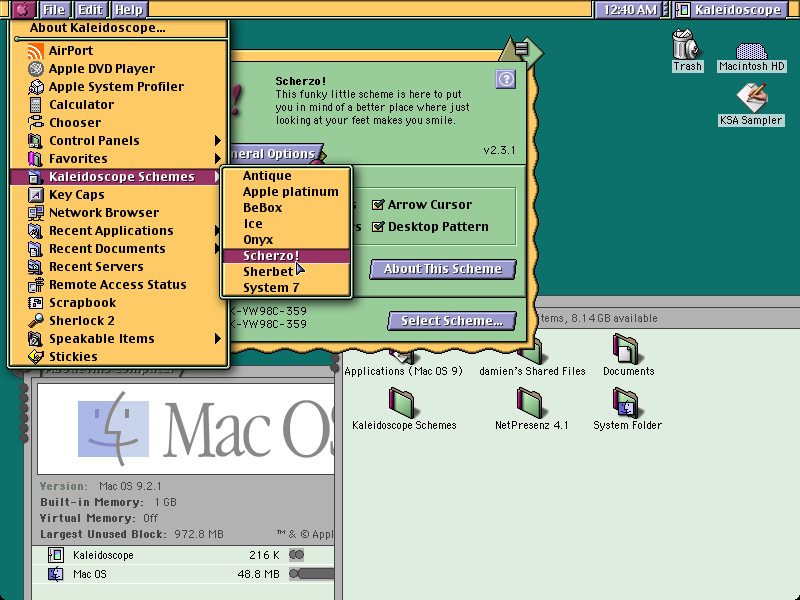 File Edit Help
12:40 AM
Kaleidoscope
About Kaleidoscope...
AirPort
Apple DVD Player
Apple System Profiler
Calculator
Chooser
Control Panels
Favorites
Kaleidoscope Schemes
Key Caps
Network Browser
Recent Applications
Recent Documents
Recent Servers
Remote Access Status
Scrapbook
Sherlock 2
Speakable Items
Stickies
Antique
Apple platinum
BeBox
Ice
Onyx
Scherzo!
Sherbet
System 7
Scherzo!
This funky little scheme is here to put
you in mind of a better place where just
looking at your feet makes you smile.
v2.3.1
neral Options
Arrow Cursor
Desktop Pattern
About This Scheme
K-YW98C-359
K-YW98C-359
Select Scheme...
Trash
Macintosh HD
KSA Sampler
tems, 8.14 GB available
Applications (Mac OS 9)
damien's Shared Files
Documents
Kaleidoscope Schemes
NetPresenz 4.1
System Folder
About This Computer
Mac OS
Version: Mac OS 9.2.1
Built-in Memory: 1 GB
Virtual Memory: Off
Largest Unused Block: 972.8 MB
™ & © Appl
Kaleidoscope 216 K
Mac OS 48.8 MB